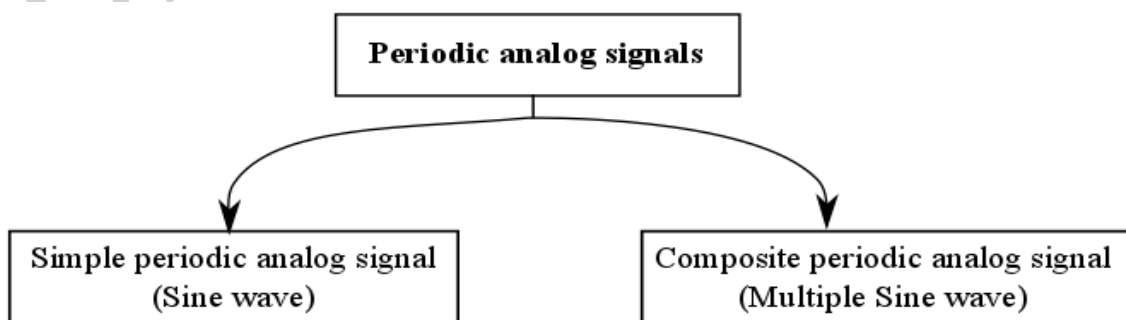 Periodic analog signals
Simple periodic analog signal
(Sine wave)
Composite periodic analog signal
(Multiple Sine wave)